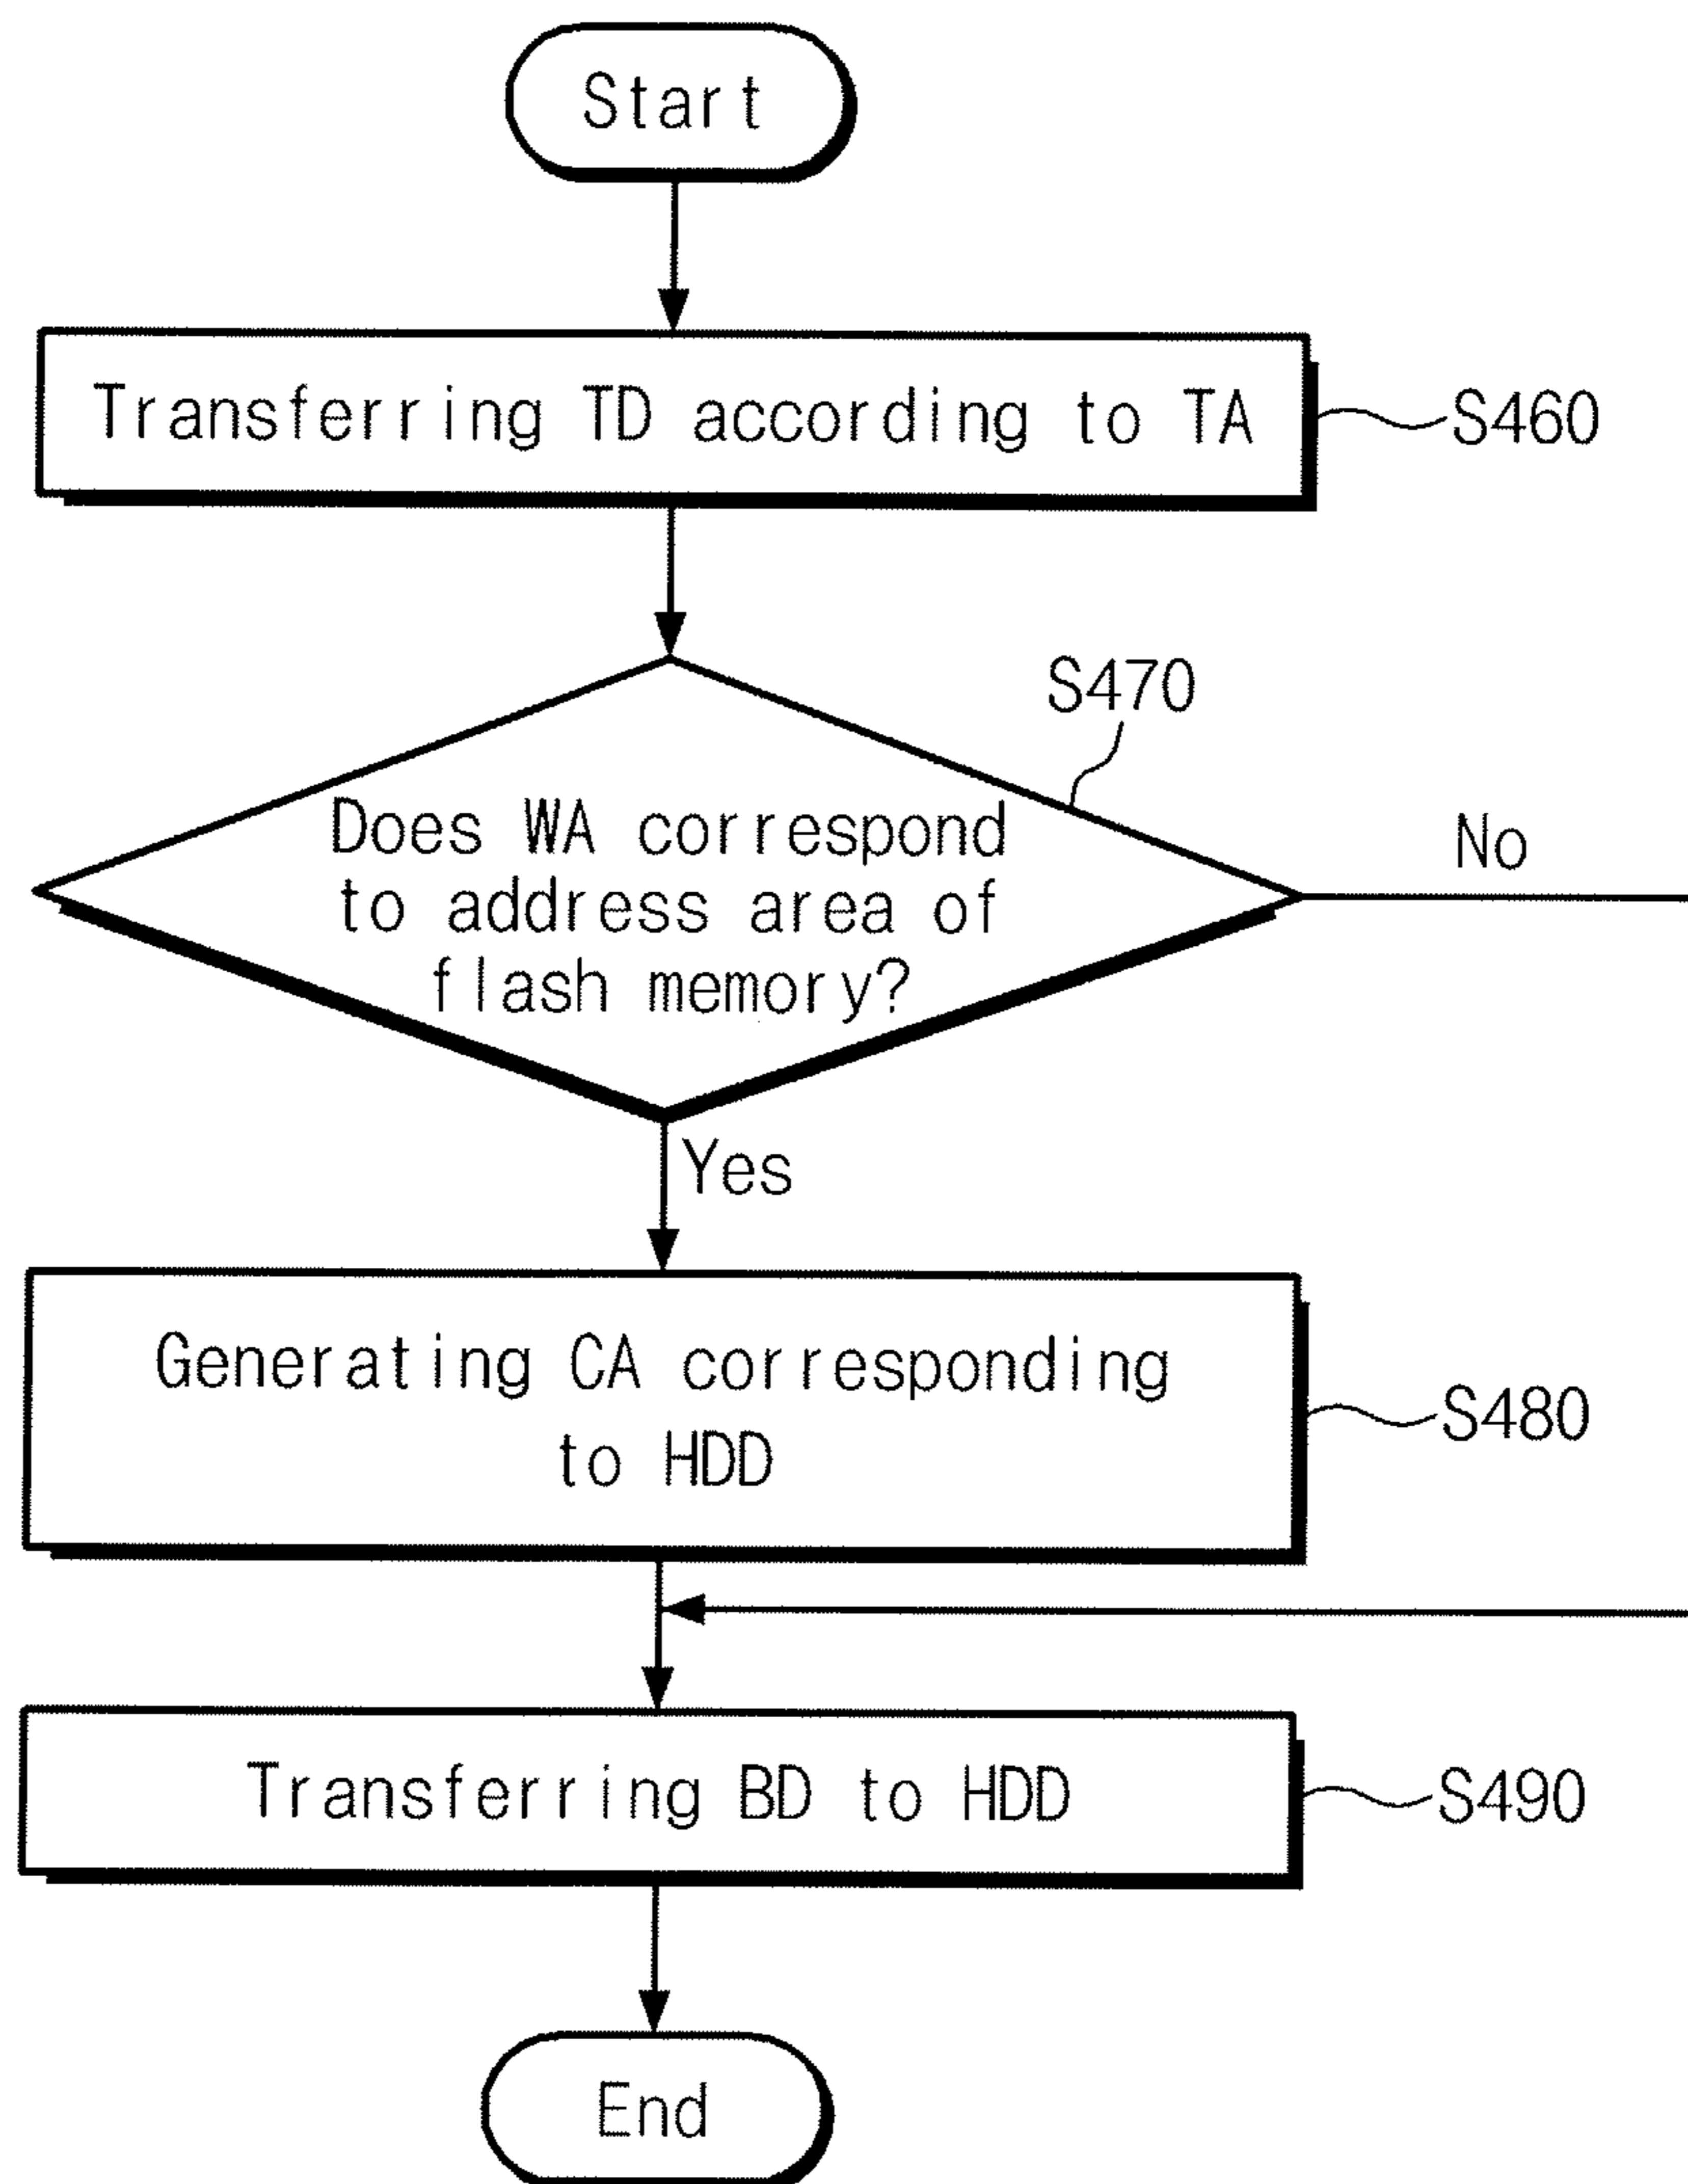 Start
Transferring TD according to TA
S460
S470
Does WA correspond
to address area of
flash memory?
No
Yes
Generating CA corresponding
to HDD
S480
Transferring BD to HDD
S490
End